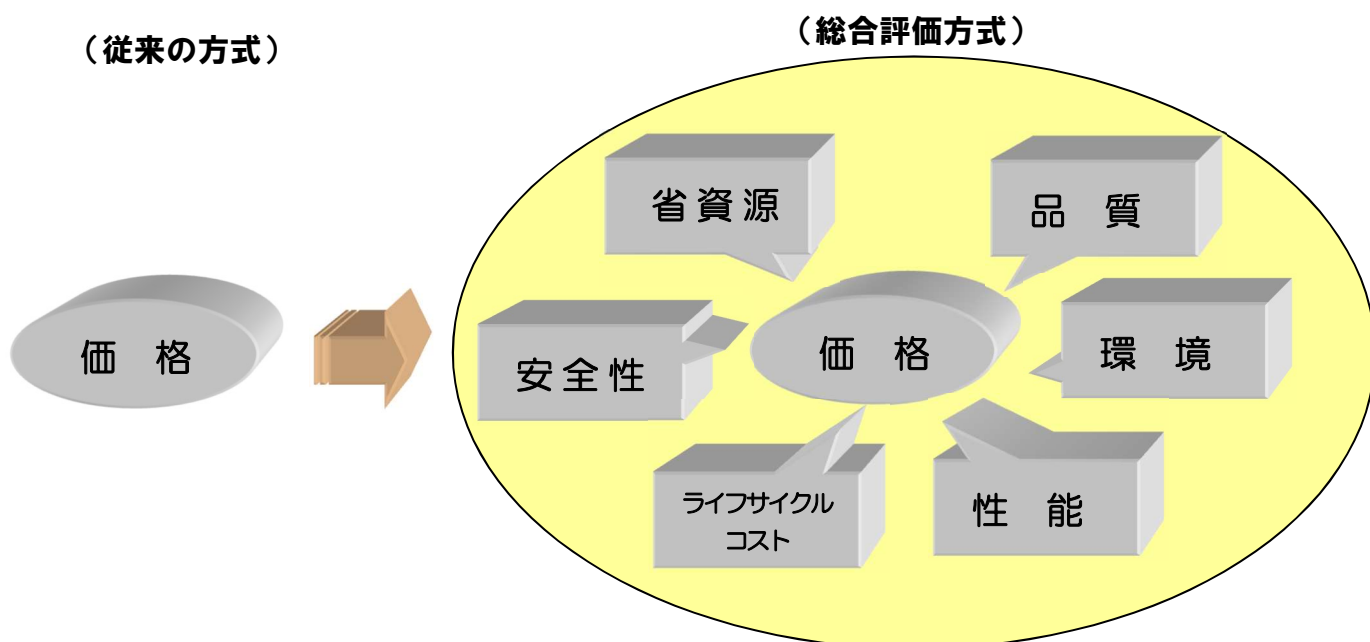 （従来の方式）
（総合評価方式）
価　格
省資源
品　質
安全性
価　格
環　境
ライフサイクル
コスト
性　能